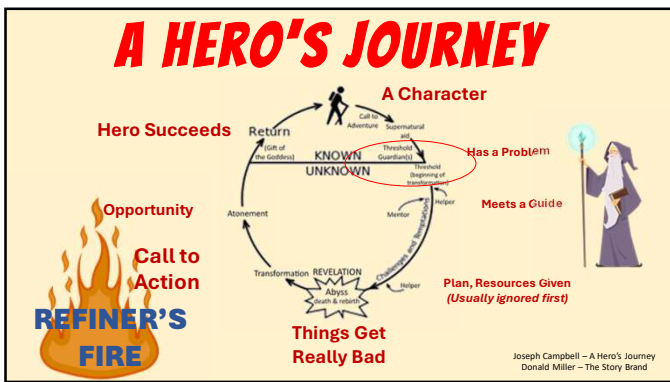 A HERO'S JOURNEY
A Character
Call to
Adventure
Supernatural
aid
Hero Succeeds
Return
(Gift of
the Goddess)
KNOWN
Threshold
Guardian(s)
UNKNOWN
Threshold
(beginning of
transformation)
Has a Problem
Meets a Guide
Helper
Mentor
Challenges and Temptations
Helper
Opportunity
Atonement
Call to
Action
Transformation
REVELATION
Abyss
death & rebirth
Plan, Resources Given
(Usually ignored first)
REFINER'S
FIRE
Things Get
Really Bad
Joseph Campbell – A Hero's Journey
Donald Miller – The Story Brand